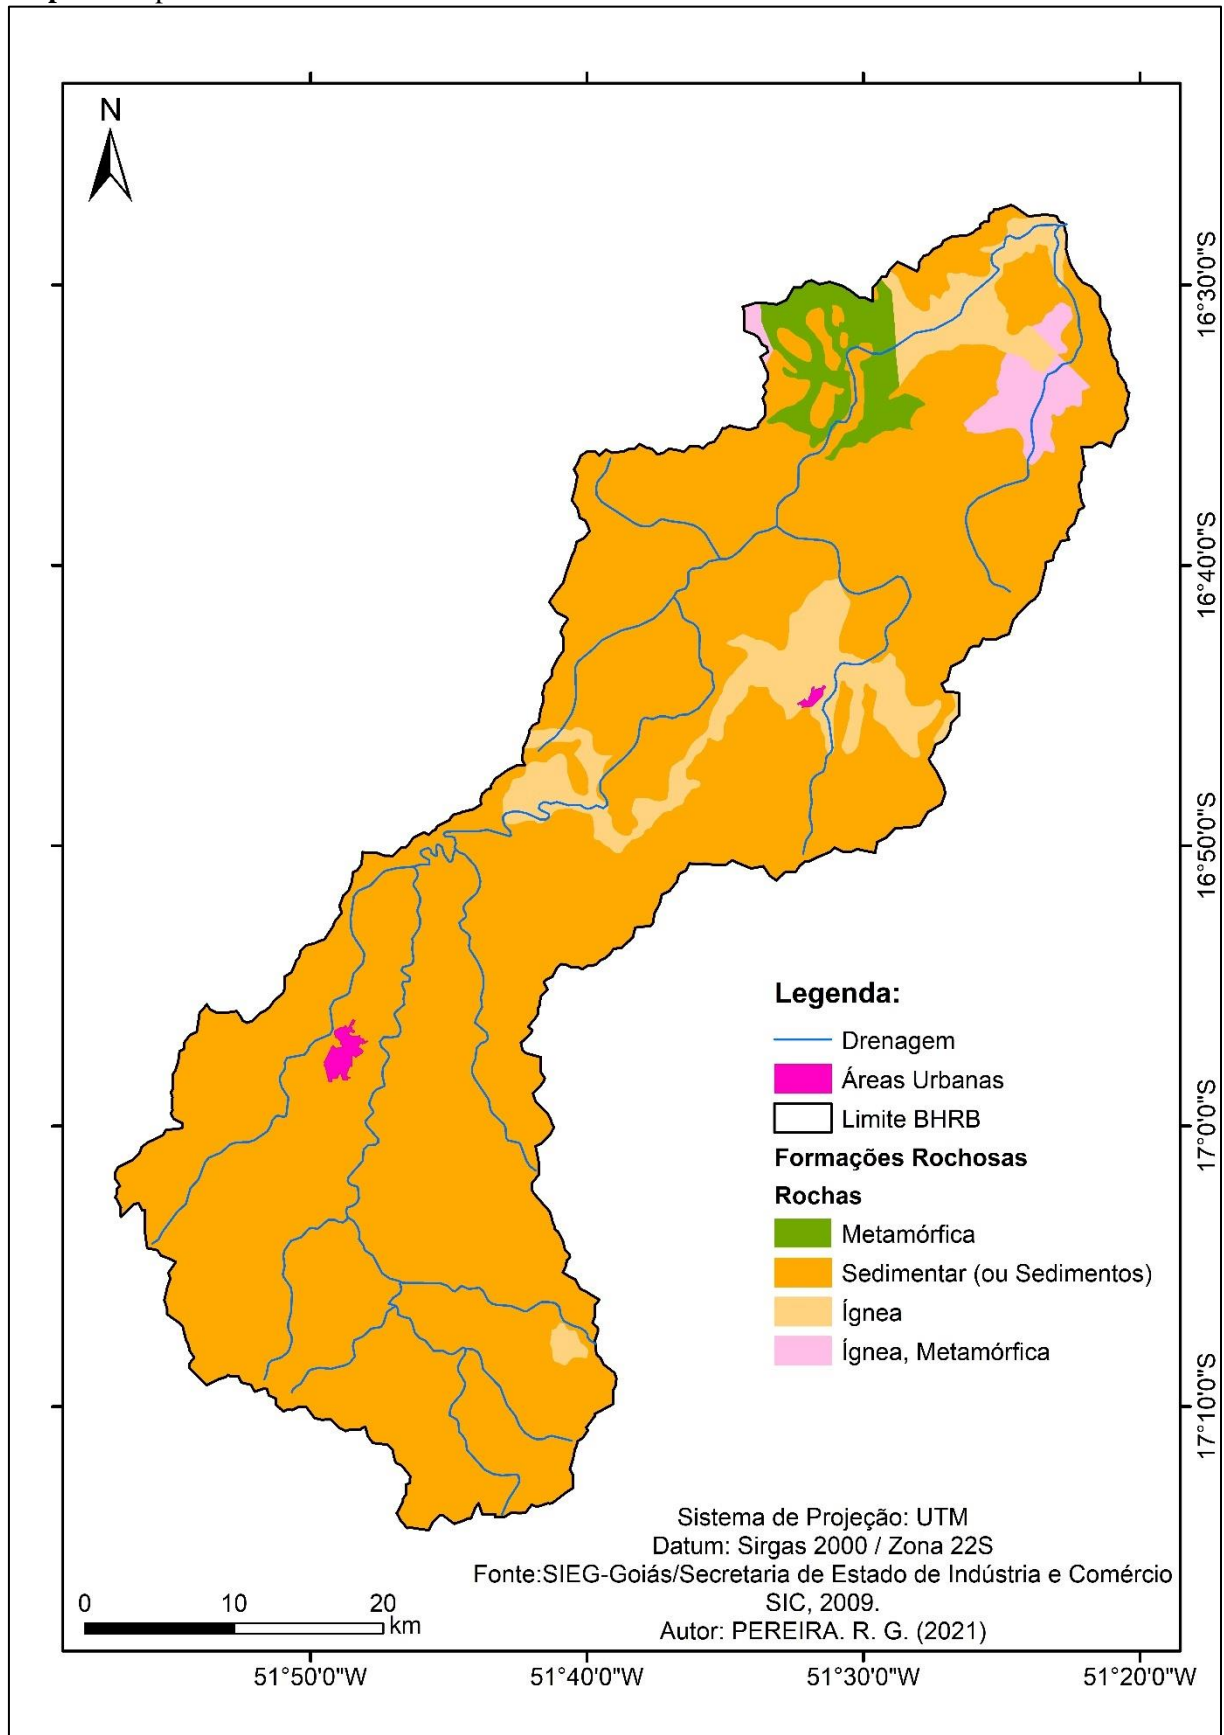 N
16°30'0"S
16°40'0"S
16°50'0"S
17°0'0"S
17°10'0"S
Legenda:
Drenagem
Áreas Urbanas
Limite BHRB
Formações Rochosas
Rochas
Metamórfica
Sedimentar (ou Sedimentos)
Ígnea
Ígnea, Metamórfica
Sistema de Projeção: UTM
Datum: Sirgas 2000 / Zona 22S
Fonte:SIEG-Goiás/Secretaria de Estado de Indústria e Comércio
SIC, 2009.
Autor: PEREIRA. R. G. (2021)
0 10 20
km
51°50'0"W 51°40'0"W 51°30'0"W 51°20'0"W